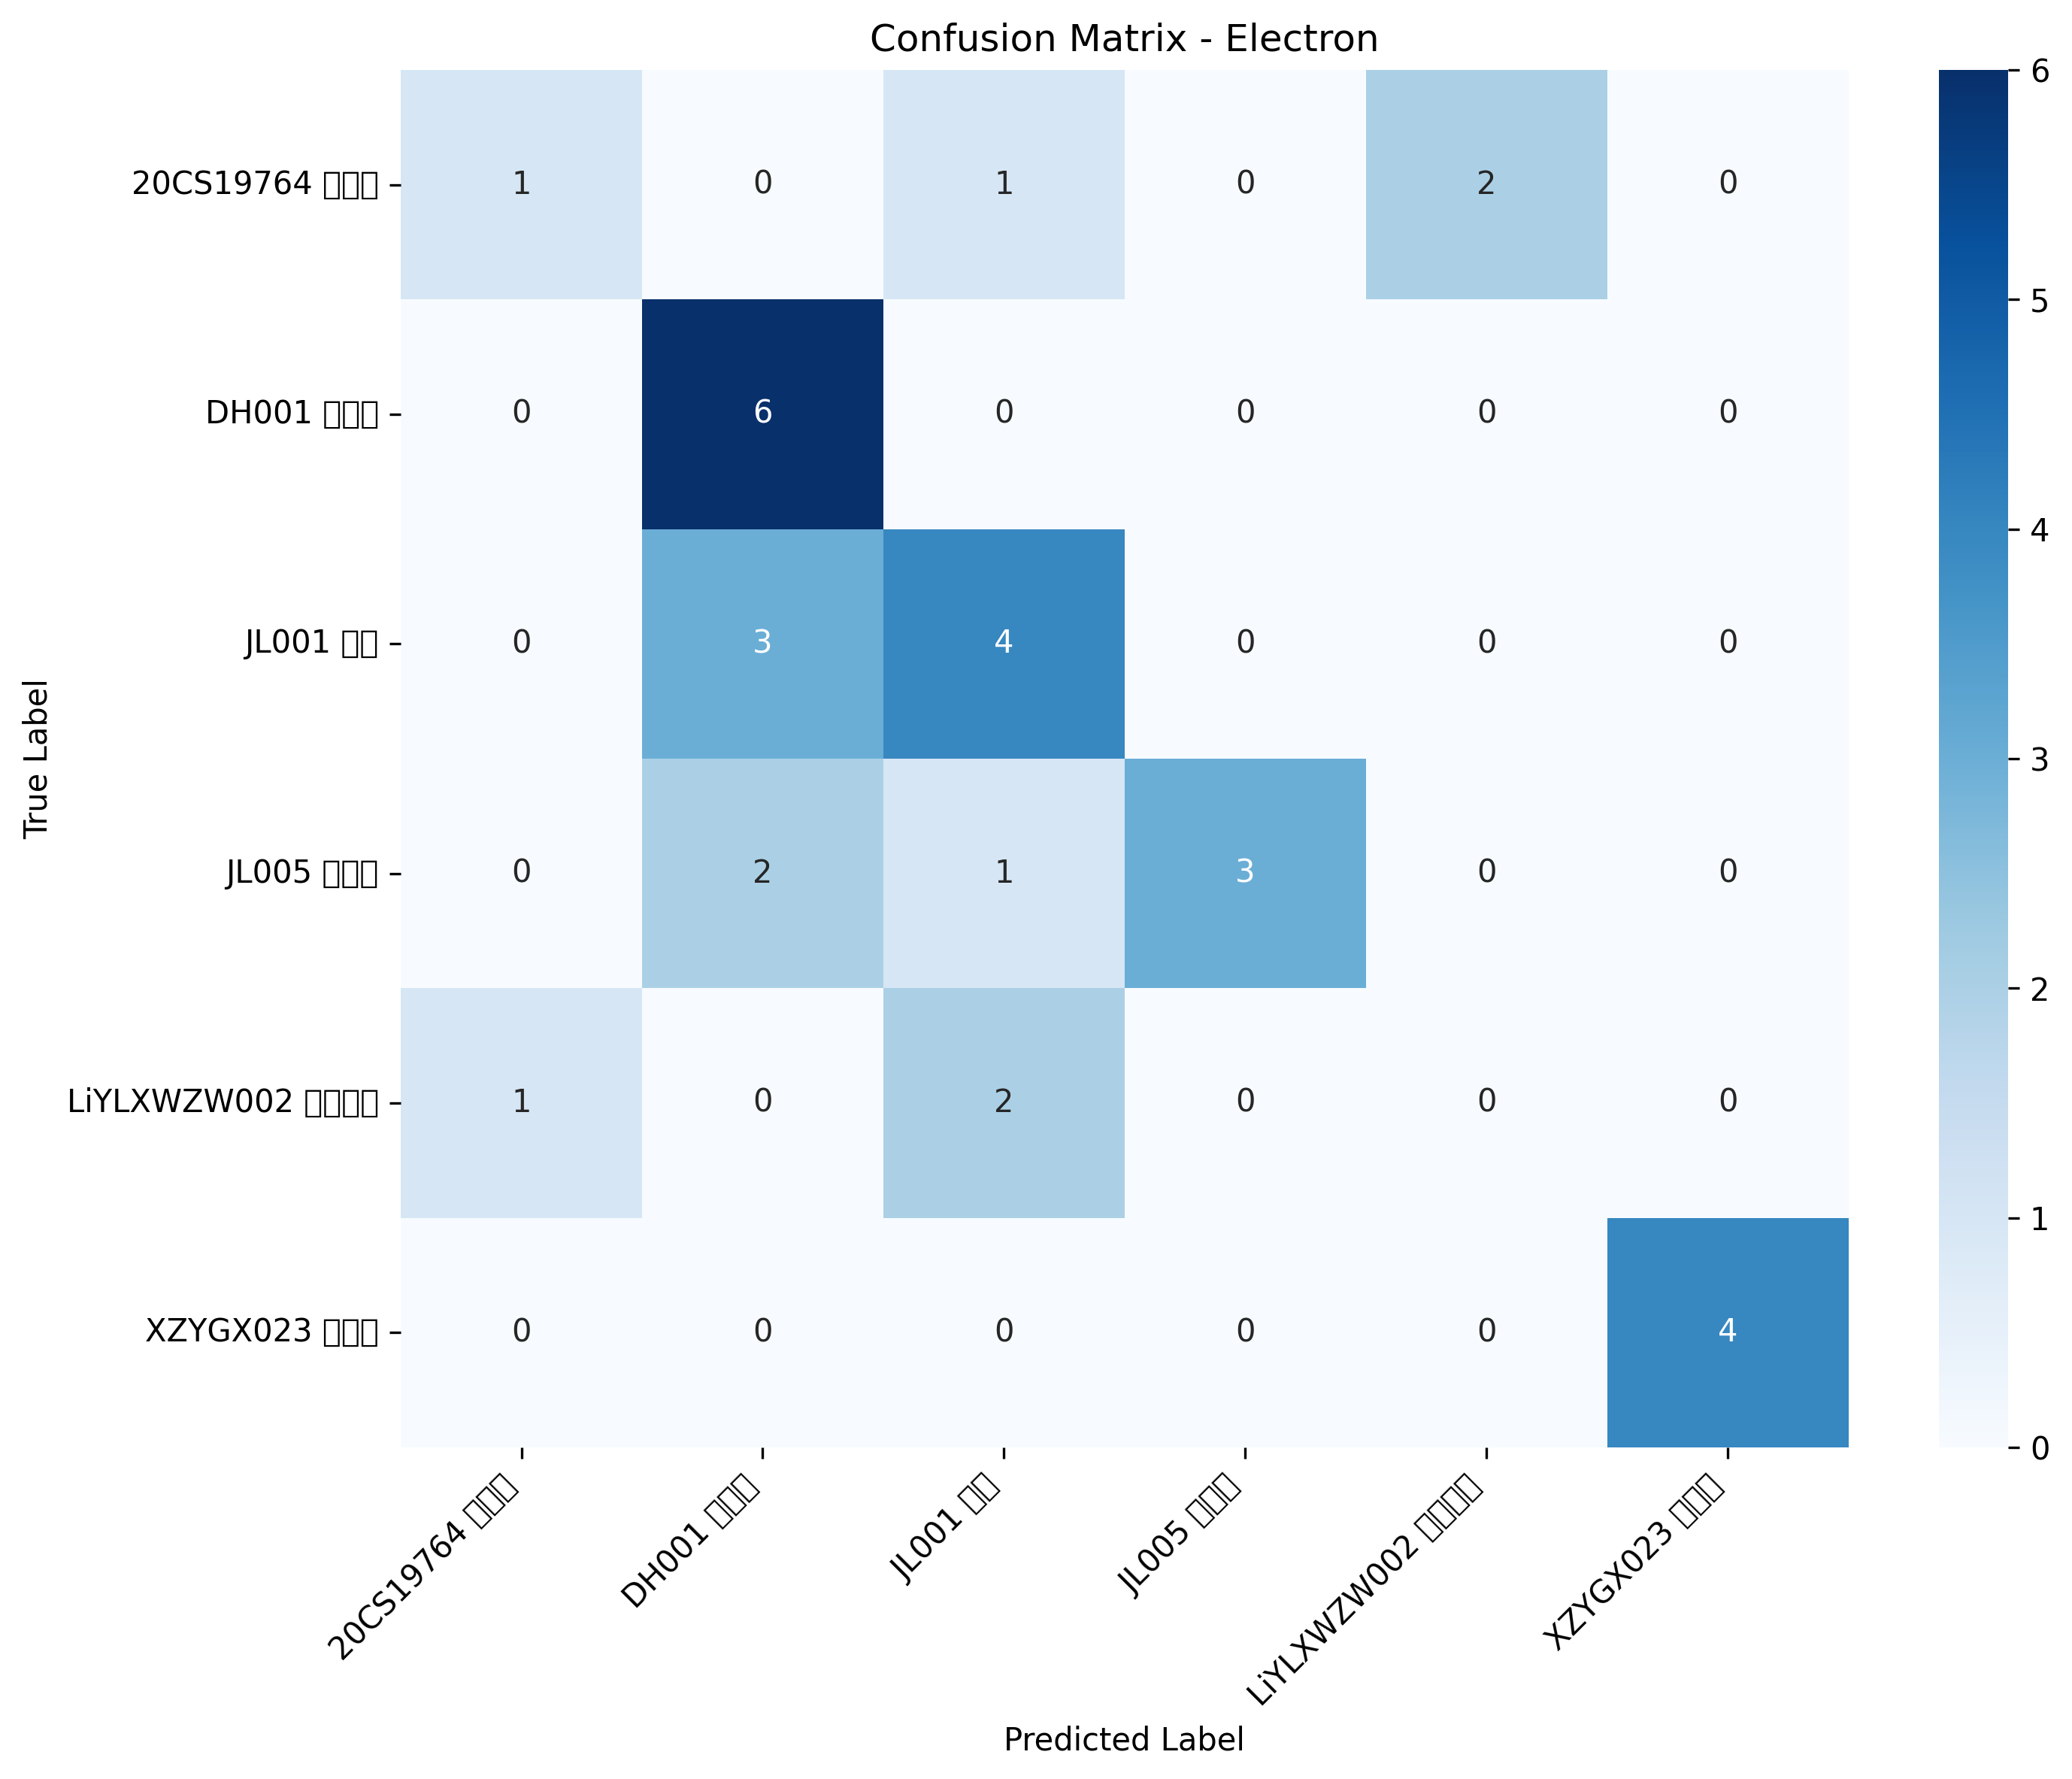 Confusion Matrix - Electron
True Label
20CS19764
DH001
JL001
JL005
LiYLXWZW002
XZYGX023
1 0 1 0 2 0
0 6 0 0 0 0
0 3 4 0 0 0
0 2 1 3 0 0
1 0 2 0 0 0
0 0 0 0 0 4
20CS19764
DH001
JL001
JL005
LiYLXWZW002
XZYGX023
Predicted Label
6
5
4
3
2
1
0